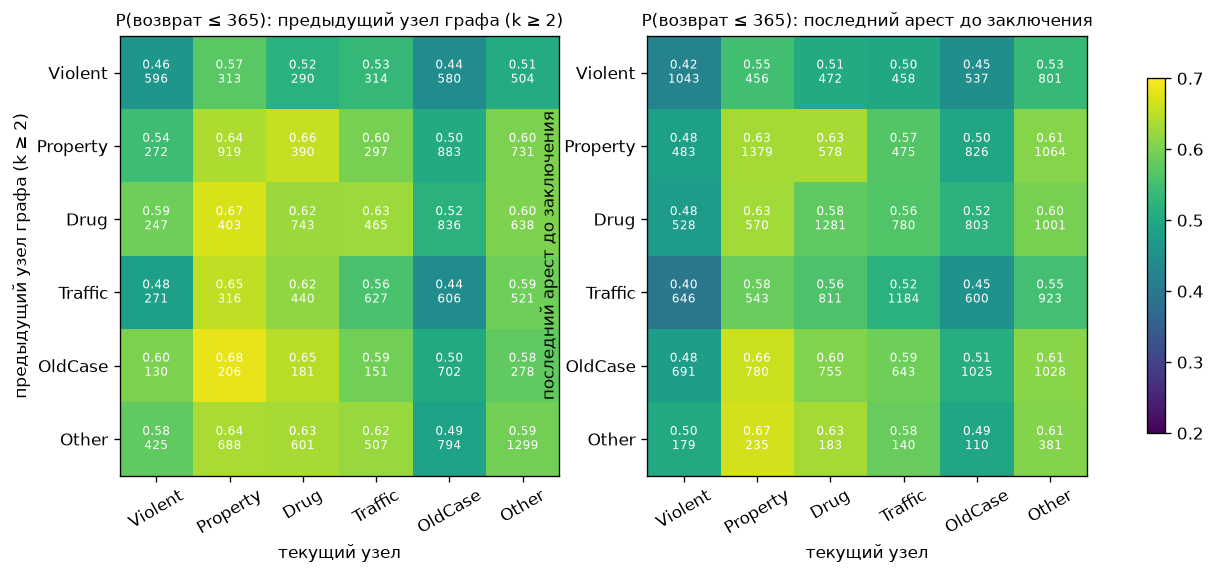 P(возврат ≤ 365): предыдущий узел графа (k ≥ 2)
предыдущий узел графа (k ≥ 2)
Violent
0.46 0.57 0.52 0.53 0.44 0.51
596 313 290 314 580 504
Property
0.54 0.64 0.66 0.60 0.50 0.60
272 919 390 297 883 731
Drug
0.59 0.67 0.62 0.63 0.52 0.60
247 403 743 465 836 638
Traffic
0.48 0.65 0.62 0.56 0.44 0.59
271 316 440 627 606 521
OldCase
0.60 0.68 0.65 0.59 0.50 0.58
130 206 181 151 702 278
Other
0.58 0.64 0.63 0.62 0.49 0.59
425 688 601 507 794 1299
Violent Property Drug Traffic OldCase Other
текущий узел
P(возврат ≤ 365): последний арест до заключения
последний арест до заключения
Violent
0.42 0.55 0.51 0.50 0.45 0.53
1043 456 472 458 537 801
Property
0.48 0.63 0.63 0.57 0.50 0.61
483 1379 578 475 826 1064
Drug
0.48 0.63 0.58 0.56 0.52 0.60
528 570 1281 780 803 1001
Traffic
0.40 0.58 0.56 0.52 0.45 0.55
646 543 811 1184 600 923
OldCase
0.48 0.66 0.60 0.59 0.51 0.61
691 780 755 643 1025 1028
Other
0.50 0.67 0.63 0.58 0.49 0.61
179 235 183 140 110 381
Violent Property Drug Traffic OldCase Other
текущий узел
0.7
0.6
0.5
0.4
0.3
0.2